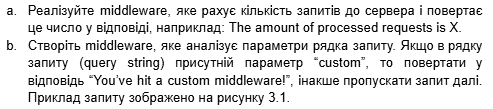 a. Реалізуйте middleware, яке рахує кількість запитів до сервера і повертає
це число у відповіді, наприклад: The amount of processed requests is X.
b. Створіть middleware, яке аналізує параметри рядка запиту. Якщо в рядку
запиту (query string) присутній параметр “custom”, то повертати у
відповідь “You’ve hit a custom middleware!”, інакше пропускати запит далі.
Приклад запиту зображено на рисунку 3.1.